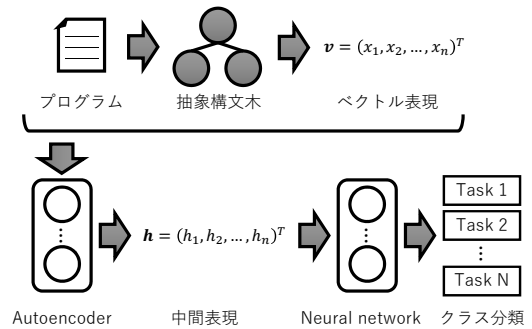 𝒗 = (𝑥₁, 𝑥₂, …, 𝑥ₙ)ᵀ
プログラム 抽象構文木 ベクトル表現
Task 1
Task 2
𝒉 = (ℎ₁, ℎ₂, …, ℎₙ)ᵀ
Task N
Autoencoder 中間表現 Neural network クラス分類